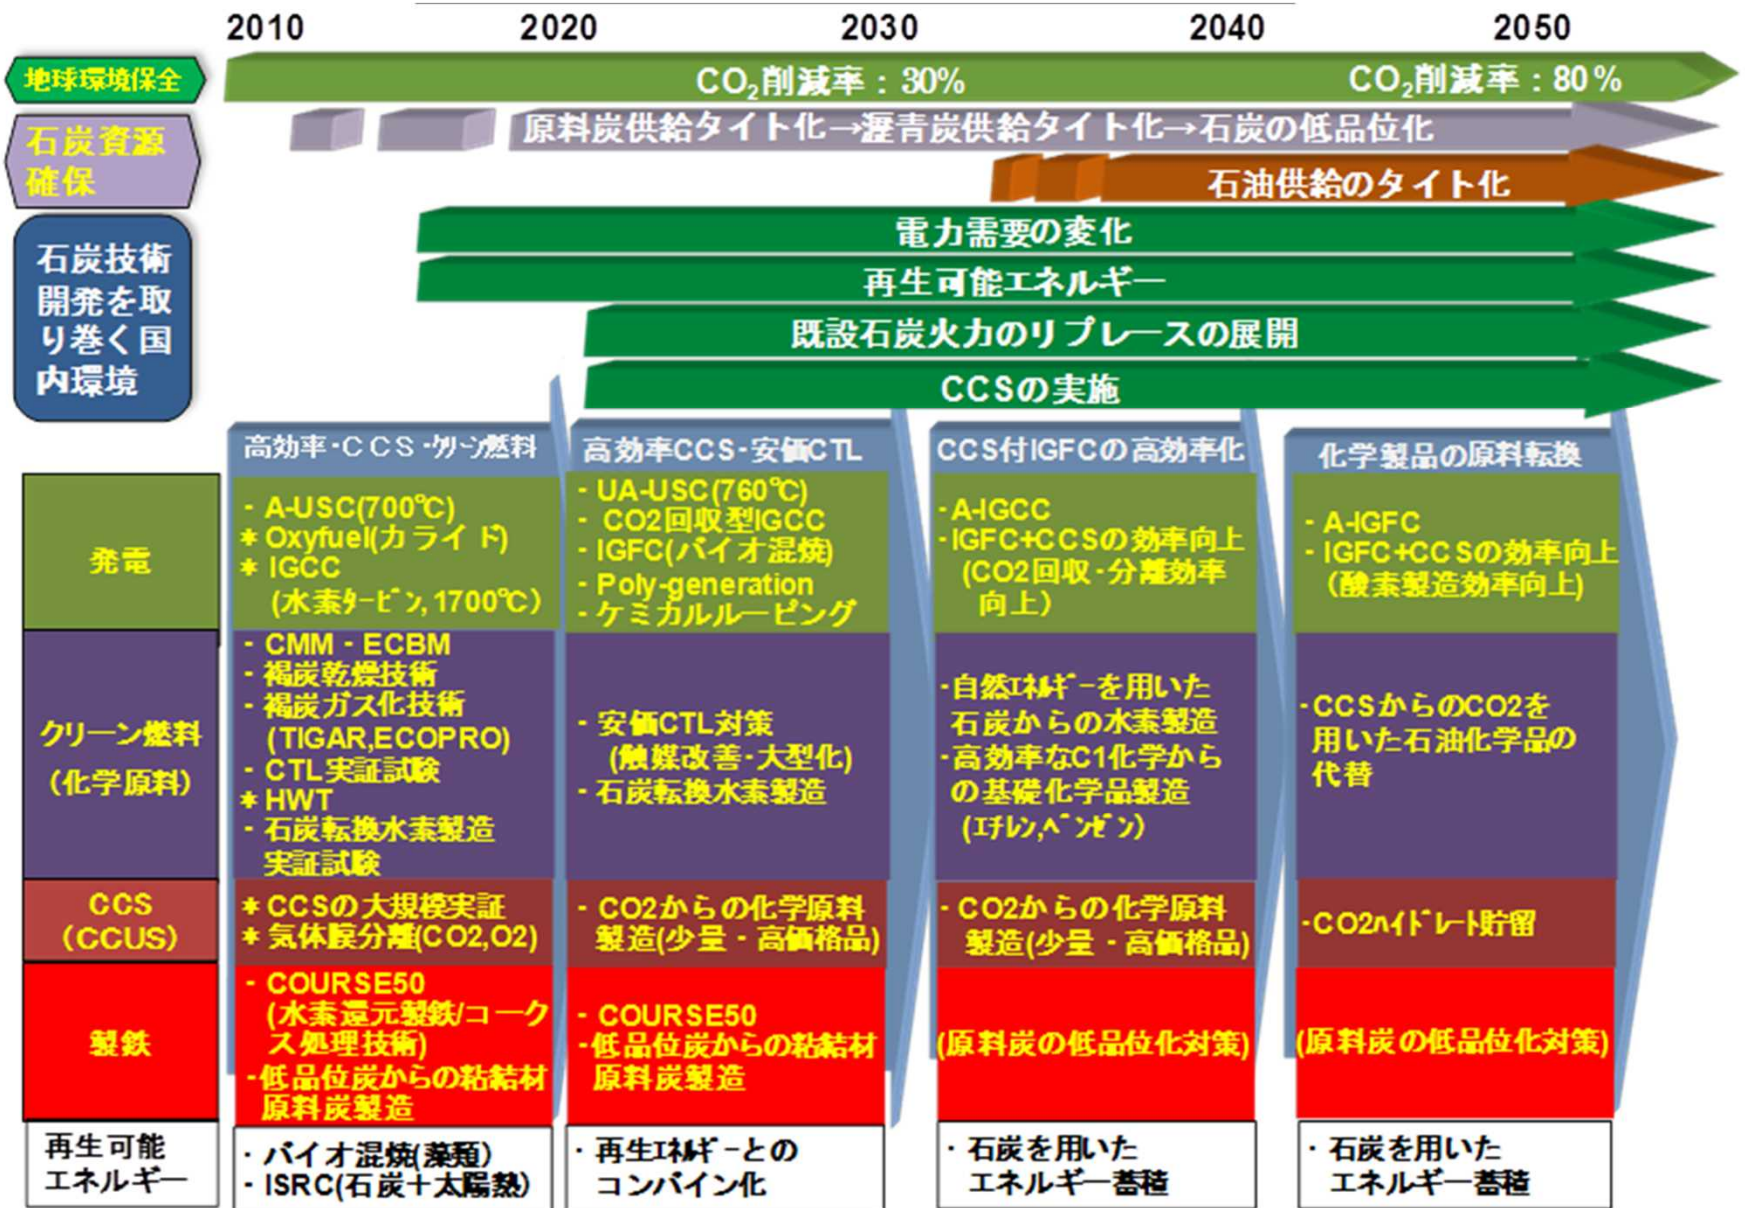 2010 2020 2030 2040 2050
地球環境保全
CO₂削減率：30% CO₂削減率：80%
石炭資源
確保
原料炭供給タイト化→瀝青炭供給タイト化→石炭の低品位化
石油供給のタイト化
石炭技術
開発を取
り巻く国
内環境
電力需要の変化
再生可能エネルギー
既設石炭火力のリプレースの展開
CCSの実施
高効率・CCS・クリーン燃料
高効率CCS・安価CTL
CCS付IGFCの高効率化
化学製品の原料転換
発電
- A-USC(700℃)
* Oxyfuel(カライド)
* IGCC
(水素ﾀｰﾋﾞﾝ,1700℃)
- UA-USC(760℃)
- CO2回収型IGCC
- IGFC(バイオ混焼)
- Poly-generation
- ケミカルルーピング
- A-IGCC
- IGFC+CCSの効率向上
(CO2回収・分離効率
向上)
- A-IGFC
- IGFC+CCSの効率向上
(酸素製造効率向上)
クリーン燃料
(化学原料)
- CMM - ECBM
- 褐炭乾燥技術
- 褐炭ガス化技術
(TIGAR,ECOPRO)
- CTL実証試験
* HWT
- 石炭転換水素製造
実証試験
- 安価CTL対策
(触媒改善・大型化)
- 石炭転換水素製造
- 自然ｴﾈﾙｷﾞｰを用いた
石炭からの水素製造
- 高効率なC1化学から
の基礎化学品製造
(ｴﾁﾚﾝ,ﾍﾞﾝｾﾞﾝ)
- CCSからのCO2を
用いた石油化学品の
代替
CCS
(CCUS)
* CCSの大規模実証
* 気体膜分離(CO2,O2)
- CO2からの化学原料
製造(少量・高価格品)
- CO2からの化学原料
製造(少量・高価格品)
- CO2ﾊｲﾄﾞﾚｰﾄ貯留
製鉄
- COURSE50
(水素還元製鉄/コーク
ス処理技術)
- 低品位炭からの粘結材
原料炭製造
- COURSE50
- 低品位炭からの粘結材
原料炭製造
(原料炭の低品位化対策)
(原料炭の低品位化対策)
再生可能
エネルギー
・バイオ混焼(藻類)
・ISRC(石炭＋太陽熱)
・再生ｴﾈﾙｷﾞｰとの
コンバイン化
・石炭を用いた
エネルギー蓄積
・石炭を用いた
エネルギー蓄積